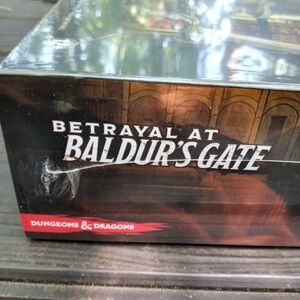 BETRAYAL AT
BALDUR'S GATE
DUNGEONS & DRAGONS